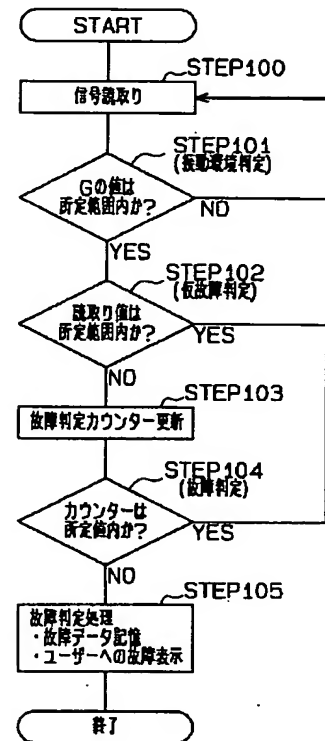 START
STEP100
信号読取り
STEP101
(振動環境判定)
Gの値は
所定範囲内か?
NO
YES
STEP102
(仮故障判定)
読取り値は
所定範囲内か?
YES
NO
STEP103
故障判定カウンター更新
STEP104
(故障判定)
カウンターは
所定値内か?
YES
NO
STEP105
故障判定処理
・故障データ記憶
・ユーザーへの故障表示
終了